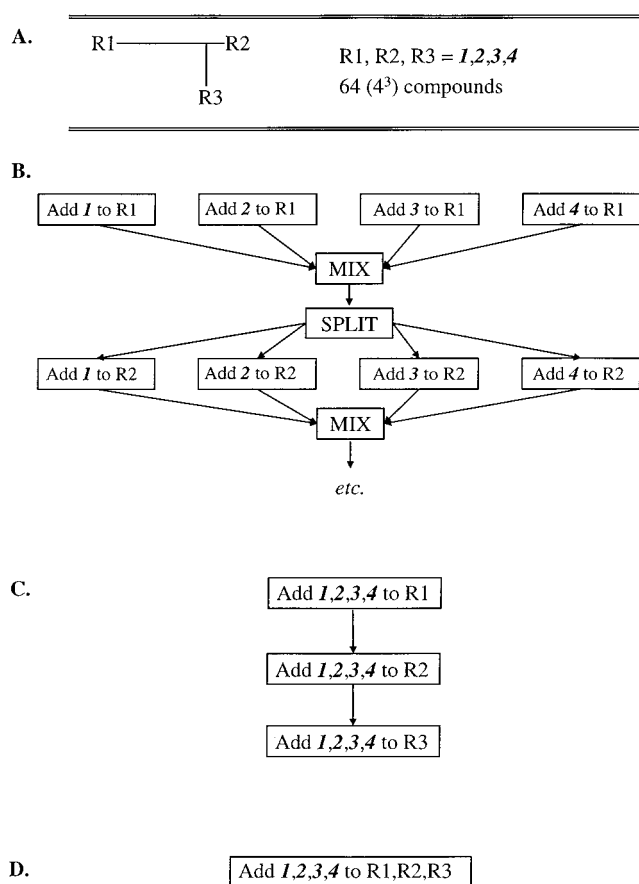 A.
R1 R2
R3
R1, R2, R3 = 1,2,3,4
64 (4³) compounds
B.
Add 1 to R1
Add 2 to R1
Add 3 to R1
Add 4 to R1
MIX
SPLIT
Add 1 to R2
Add 2 to R2
Add 3 to R2
Add 4 to R2
MIX
etc.
C.
Add 1,2,3,4 to R1
Add 1,2,3,4 to R2
Add 1,2,3,4 to R3
D.
Add 1,2,3,4 to R1,R2,R3